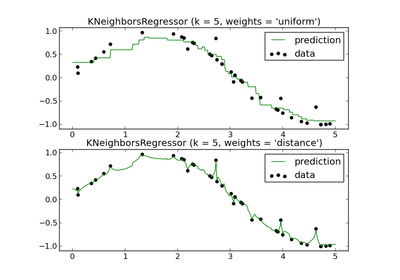 KNeighborsRegressor (k = 5, weights = 'uniform')
1.0
0.5
0.0
−0.5
−1.0
prediction
data
0 1 2 3 4 5
KNeighborsRegressor (k = 5, weights = 'distance')
1.0
0.5
0.0
−0.5
−1.0
prediction
data
0 1 2 3 4 5